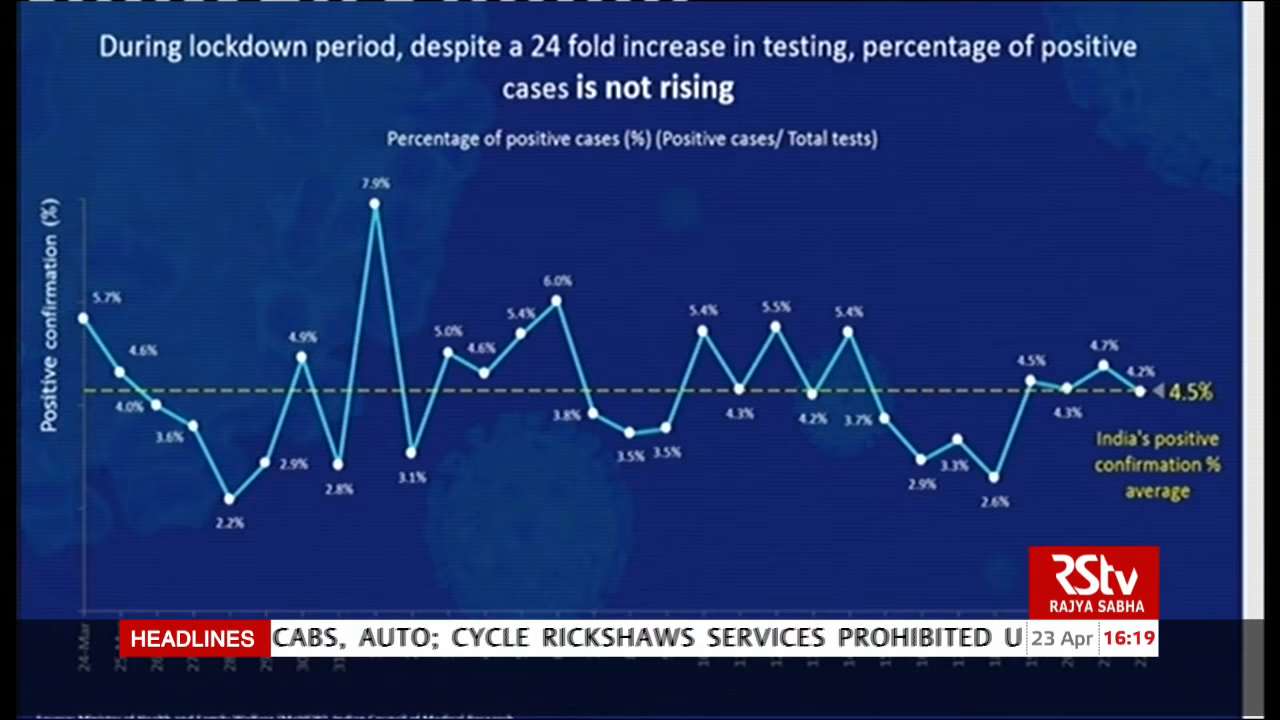 During lockdown period, despite a 24 fold increase in testing, percentage of positive
cases is not rising
Percentage of positive cases (%) (Positive cases/ Total tests)
Positive confirmation (%)
5.7%
4.6%
4.0%
3.6%
2.2%
2.9%
4.9%
2.8%
7.9%
3.1%
5.0%
4.6%
5.4%
6.0%
3.8%
3.5%
3.5%
5.4%
4.3%
5.5%
4.2%
5.4%
3.7%
2.9%
3.3%
2.6%
4.5%
4.3%
4.7%
4.2%
4.5%
India's positive
confirmation %
average
RStv
RAJYA SABHA
24-Mar
HEADLINES CABS, AUTO; CYCLE RICKSHAWS SERVICES PROHIBITED U 23 Apr 16:19